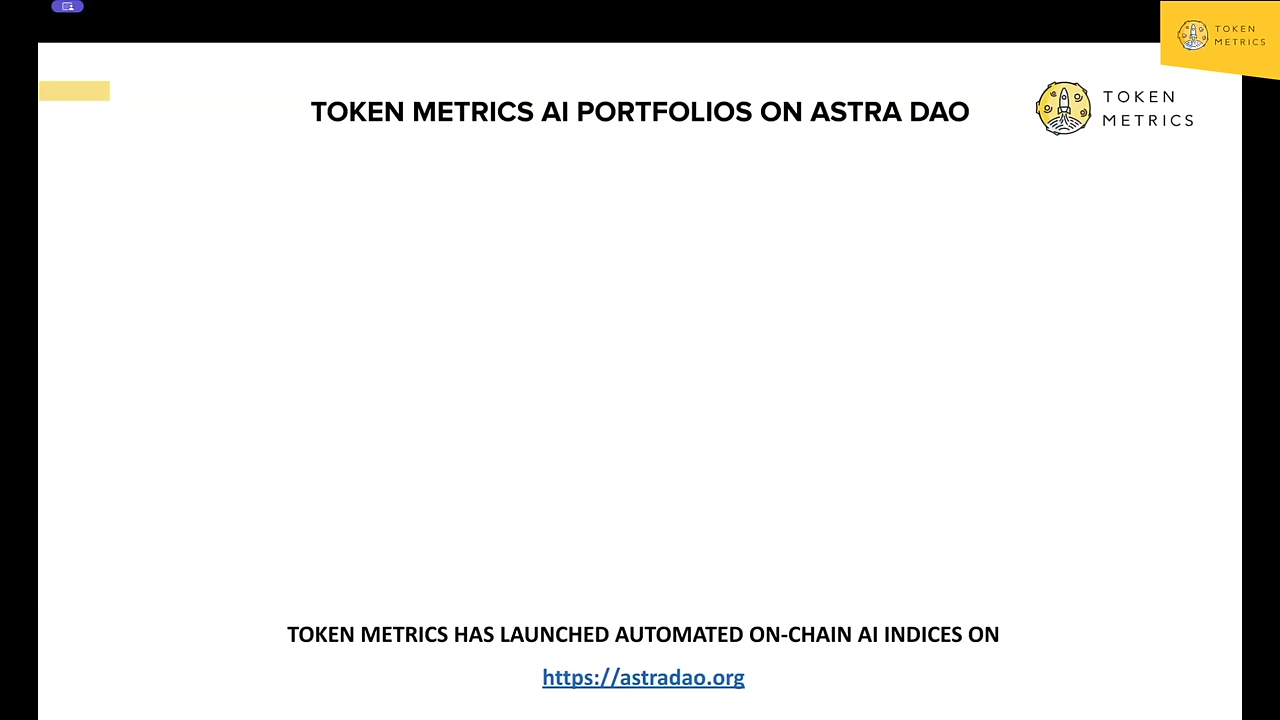 TOKEN
METRICS
TOKEN METRICS AI PORTFOLIOS ON ASTRA DAO
TOKEN
METRICS
TOKEN METRICS HAS LAUNCHED AUTOMATED ON-CHAIN AI INDICES ON
https://astradao.org